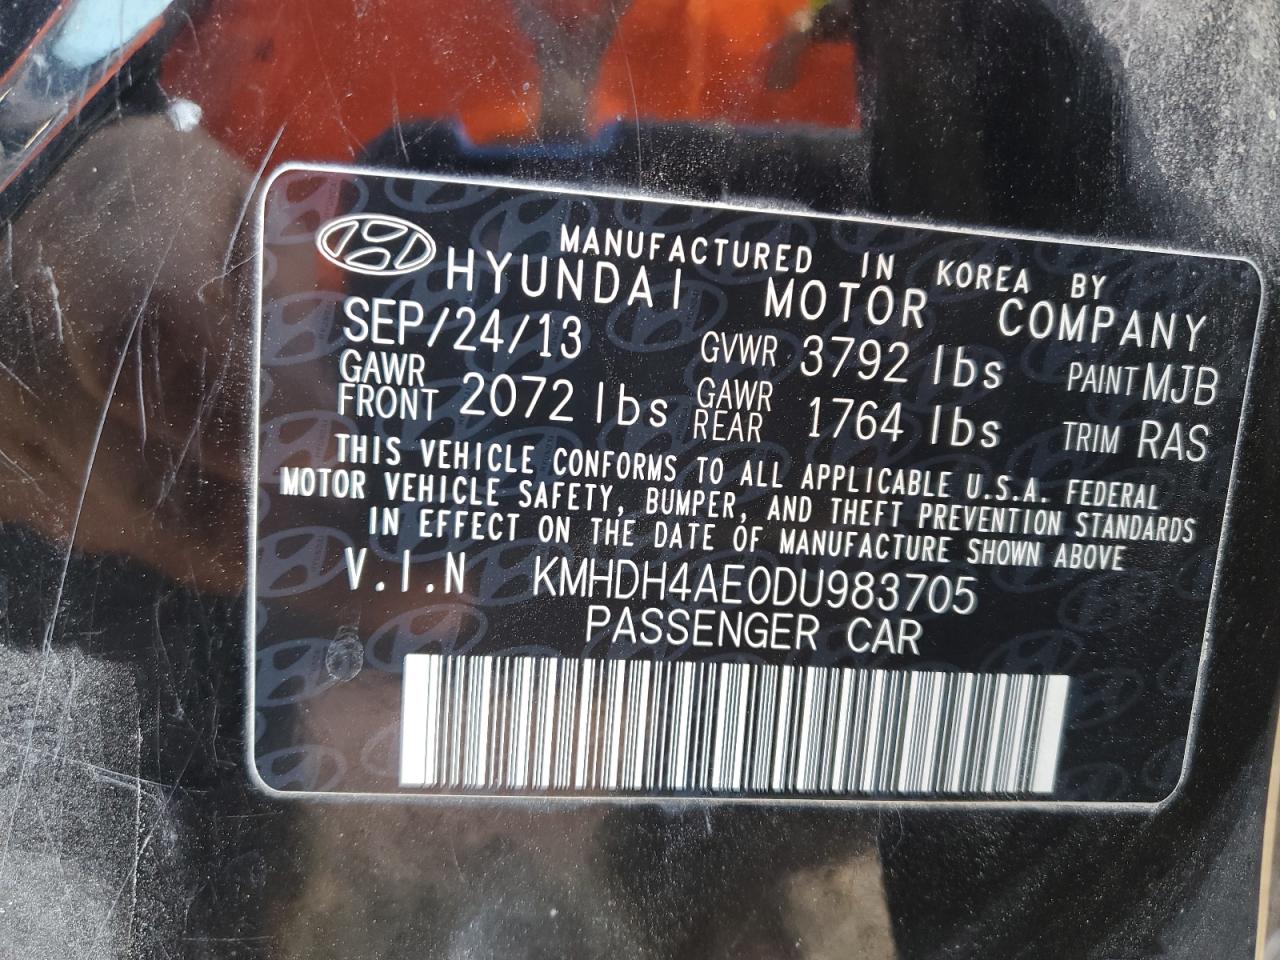 MANUFACTURED IN KOREA BY
HYUNDAI MOTOR COMPANY
SEP/24/13 GVWR 3792 lbs PAINT MJB
GAWR FRONT 2072 lbs GAWR REAR 1764 lbs TRIM RAS
THIS VEHICLE CONFORMS TO ALL APPLICABLE U.S.A. FEDERAL
MOTOR VEHICLE SAFETY, BUMPER, AND THEFT PREVENTION STANDARDS
IN EFFECT ON THE DATE OF MANUFACTURE SHOWN ABOVE
V.I.N KMHDH4AE0DU983705
PASSENGER CAR